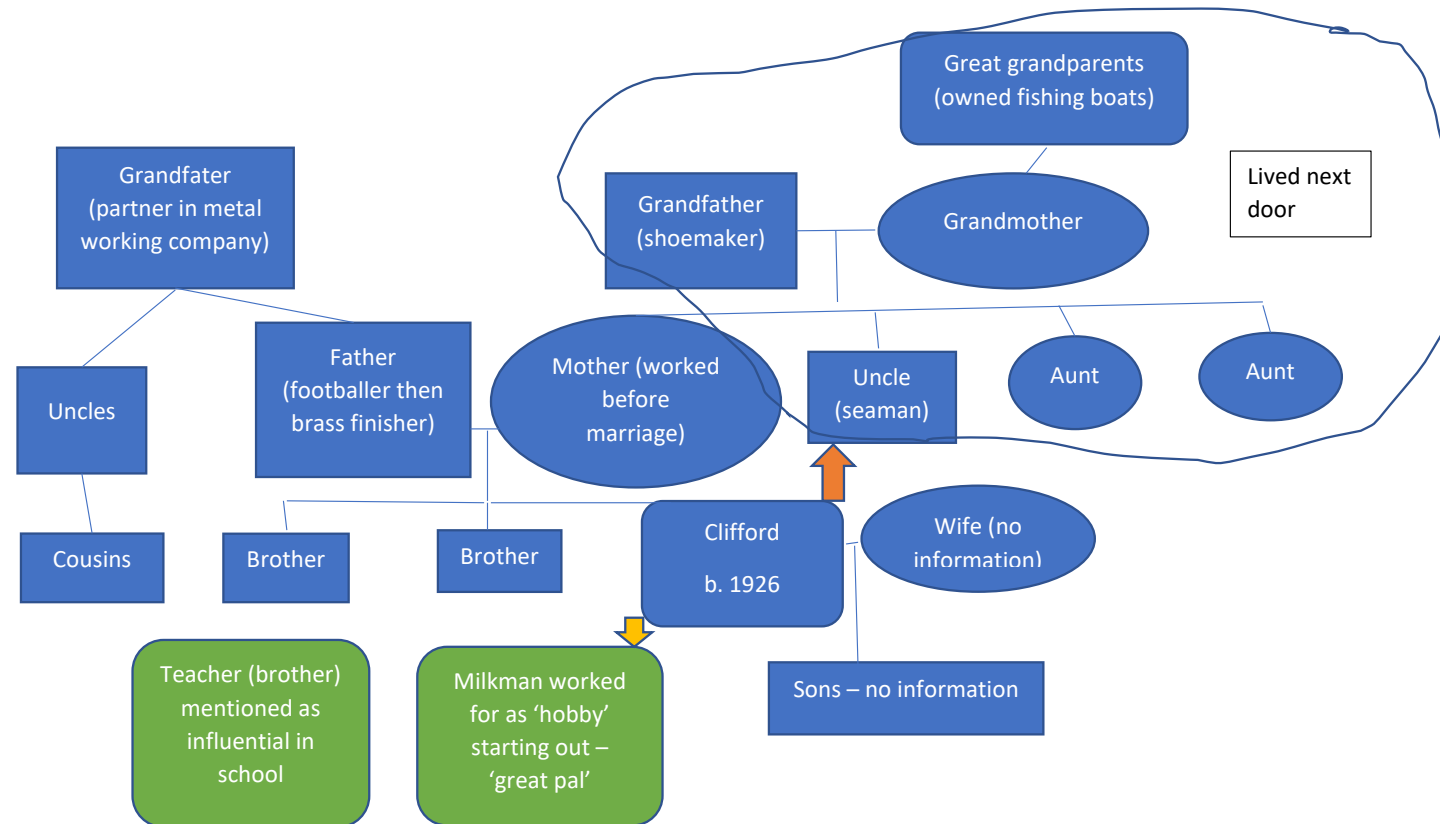 Great grandparents
(owned fishing boats)
Grandfater
(partner in metal
working company)
Grandfather
(shoemaker)
Grandmother
Lived next
door
Uncles
Father
(footballer then
brass finisher)
Mother (worked
before
marriage)
Uncle
(seaman)
Aunt
Aunt
Cousins
Brother
Brother
Clifford
b. 1926
Wife (no
information)
Teacher (brother)
mentioned as
influential in
school
Milkman worked
for as ‘hobby’
starting out –
‘great pal’
Sons – no information